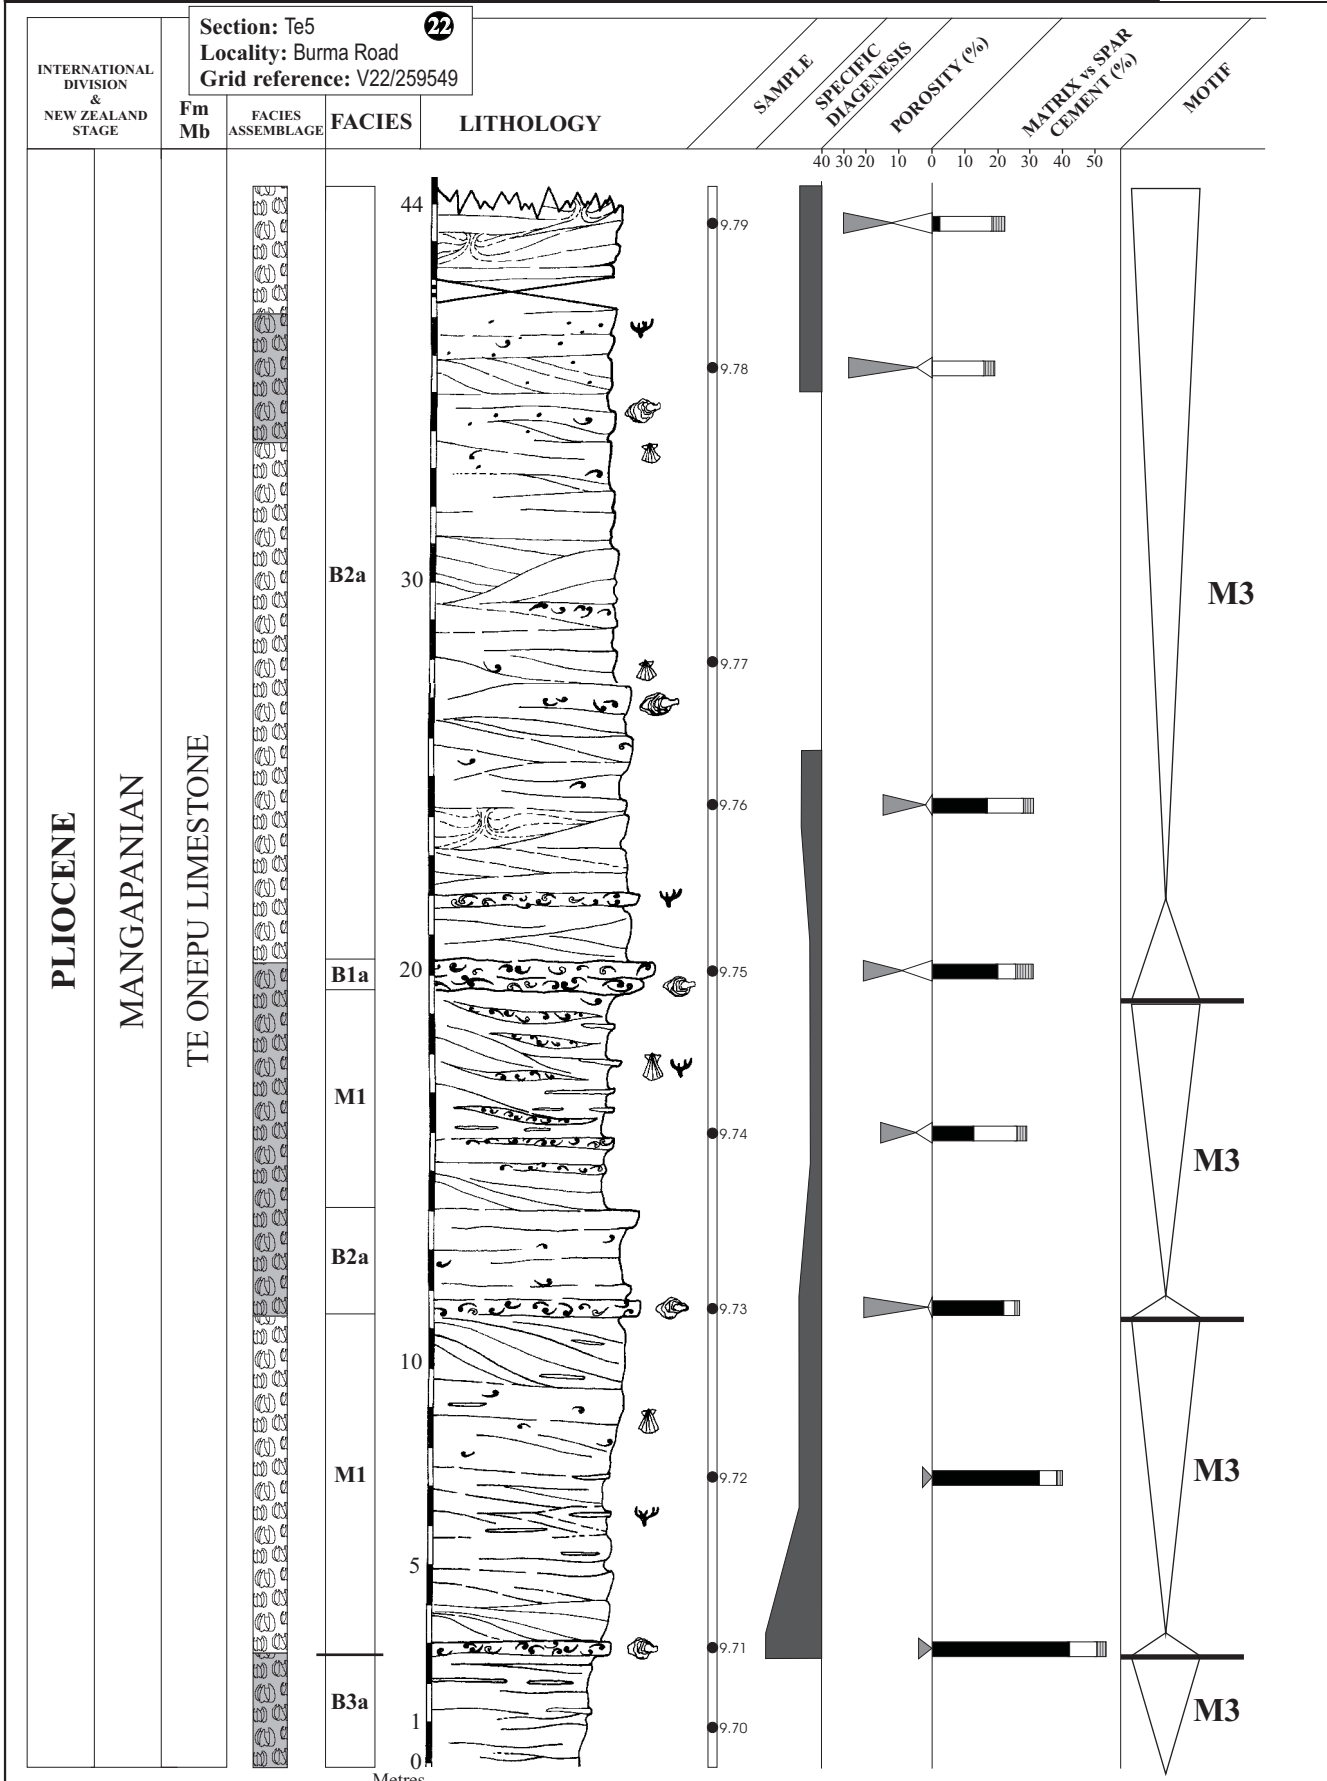 Section: Te5 22
Locality: Burma Road
Grid reference: V22/259549
INTERNATIONAL
DIVISION
&
NEW ZEALAND
STAGE
Fm
Mb
FACIES
ASSEMBLAGE
FACIES
LITHOLOGY
SAMPLE
SPECIFIC
DIAGENESIS
POROSITY (%)
MATRIX vs SPAR
CEMENT (%)
MOTIF
40 30 20 10 0 10 20 30 40 50
PLIOCENE
MANGAPANIAN
TE ONEPU LIMESTONE
B2a
B1a
M1
B2a
M1
B3a
44
30
20
10
5
1
0
Metres
9.79
9.78
9.77
9.76
9.75
9.74
9.73
9.72
9.71
9.70
M3
M3
M3
M3